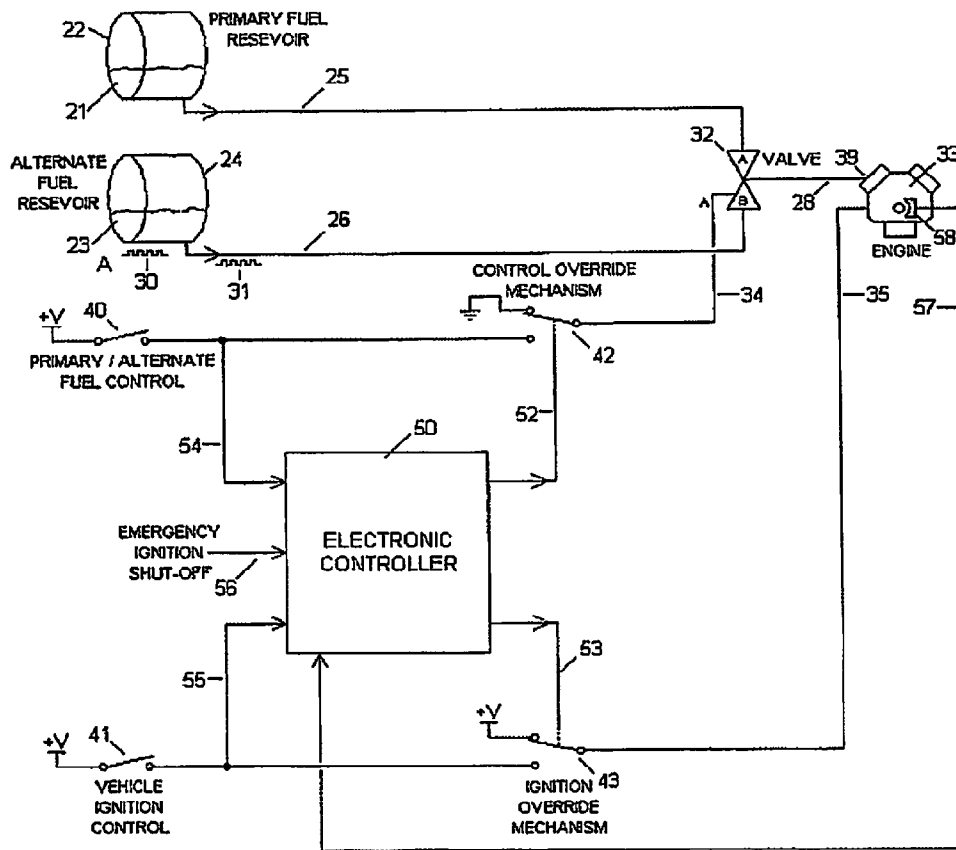 22
PRIMARY FUEL
RESEVOIR
21
25
ALTERNATE
FUEL
RESEVOIR
24
23
A
30
31
26
32
A
VALVE
A
B
28
39
33
58
ENGINE
34
35
57
CONTROL OVERRIDE
MECHANISM
42
+V
40
PRIMARY / ALTERNATE
FUEL CONTROL
54
52
50
ELECTRONIC
CONTROLLER
EMERGENCY
IGNITION
SHUT-OFF
56
55
53
+V
41
VEHICLE
IGNITION
CONTROL
+V
43
IGNITION
OVERRIDE
MECHANISM